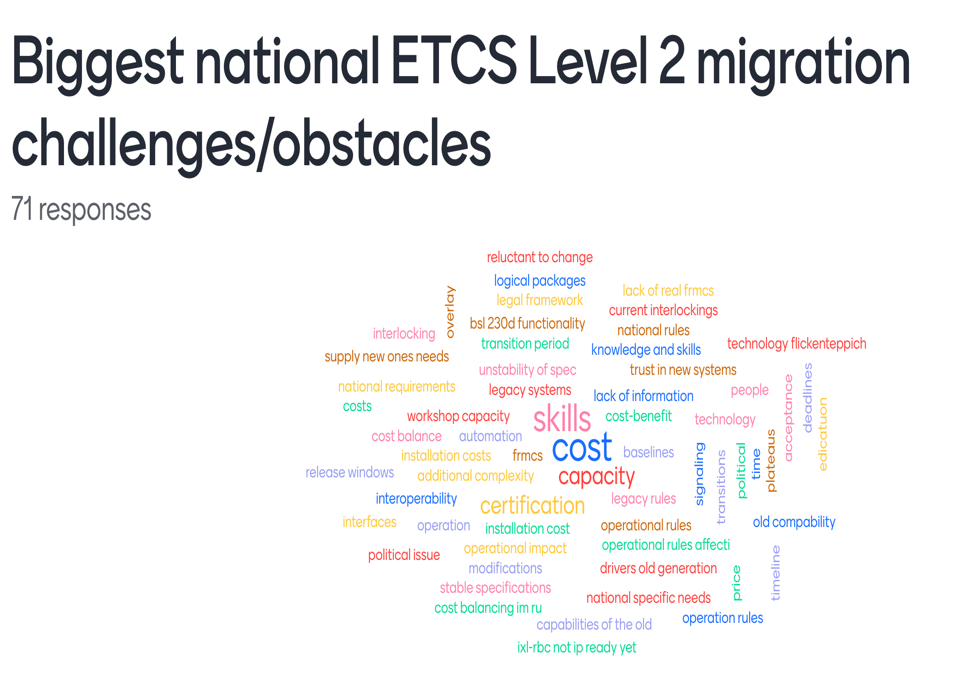 Biggest national ETCS Level 2 migration
challenges/obstacles
71 responses
reluctant to change
logical packages
lack of real frmcs
legal framework
overlay
current interlockings
bsl 230d functionality
national rules
interlocking
transition period
knowledge and skills
technology flickenteppich
supply new ones needs
unstability of spec
trust in new systems
national requirements
legacy systems
lack of information
people
acceptance
deadlines
edicatuon
costs
workshop capacity
skills
cost-benefit
technology
cost balance
automation
cost
baselines
installation costs
frmcs
signaling
transitions
political
time
plateaus
release windows
additional complexity
capacity
interoperability
certification
legacy rules
interfaces
operation
installation cost
operational rules
old compability
political issue
operational impact
operational rules affecti
modifications
drivers old generation
price
timeline
stable specifications
national specific needs
cost balancing im ru
capabilities of the old
operation rules
ixl-rbc not ip ready yet